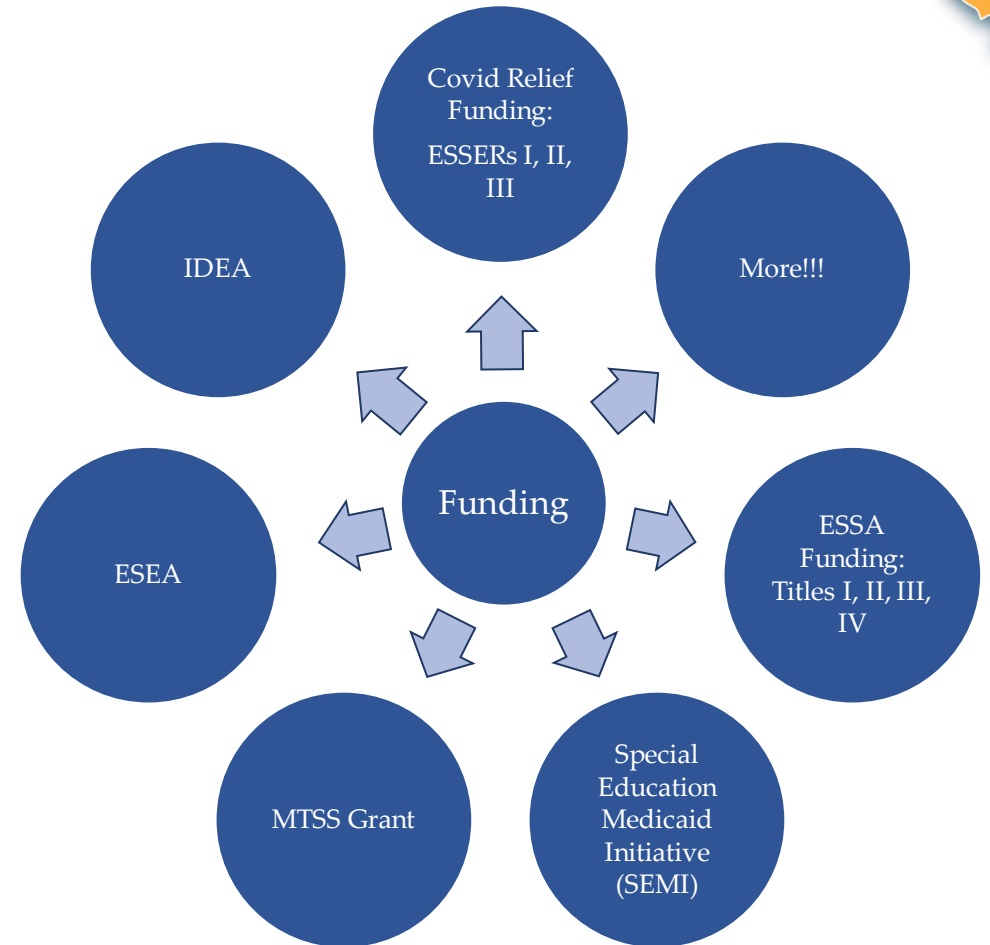 Covid Relief
Funding:
ESSERs I, II,
III
More!!!
ESSA
Funding:
Titles I, II, III,
IV
Special
Education
Medicaid
Initiative
(SEMI)
MTSS Grant
ESEA
IDEA
Funding